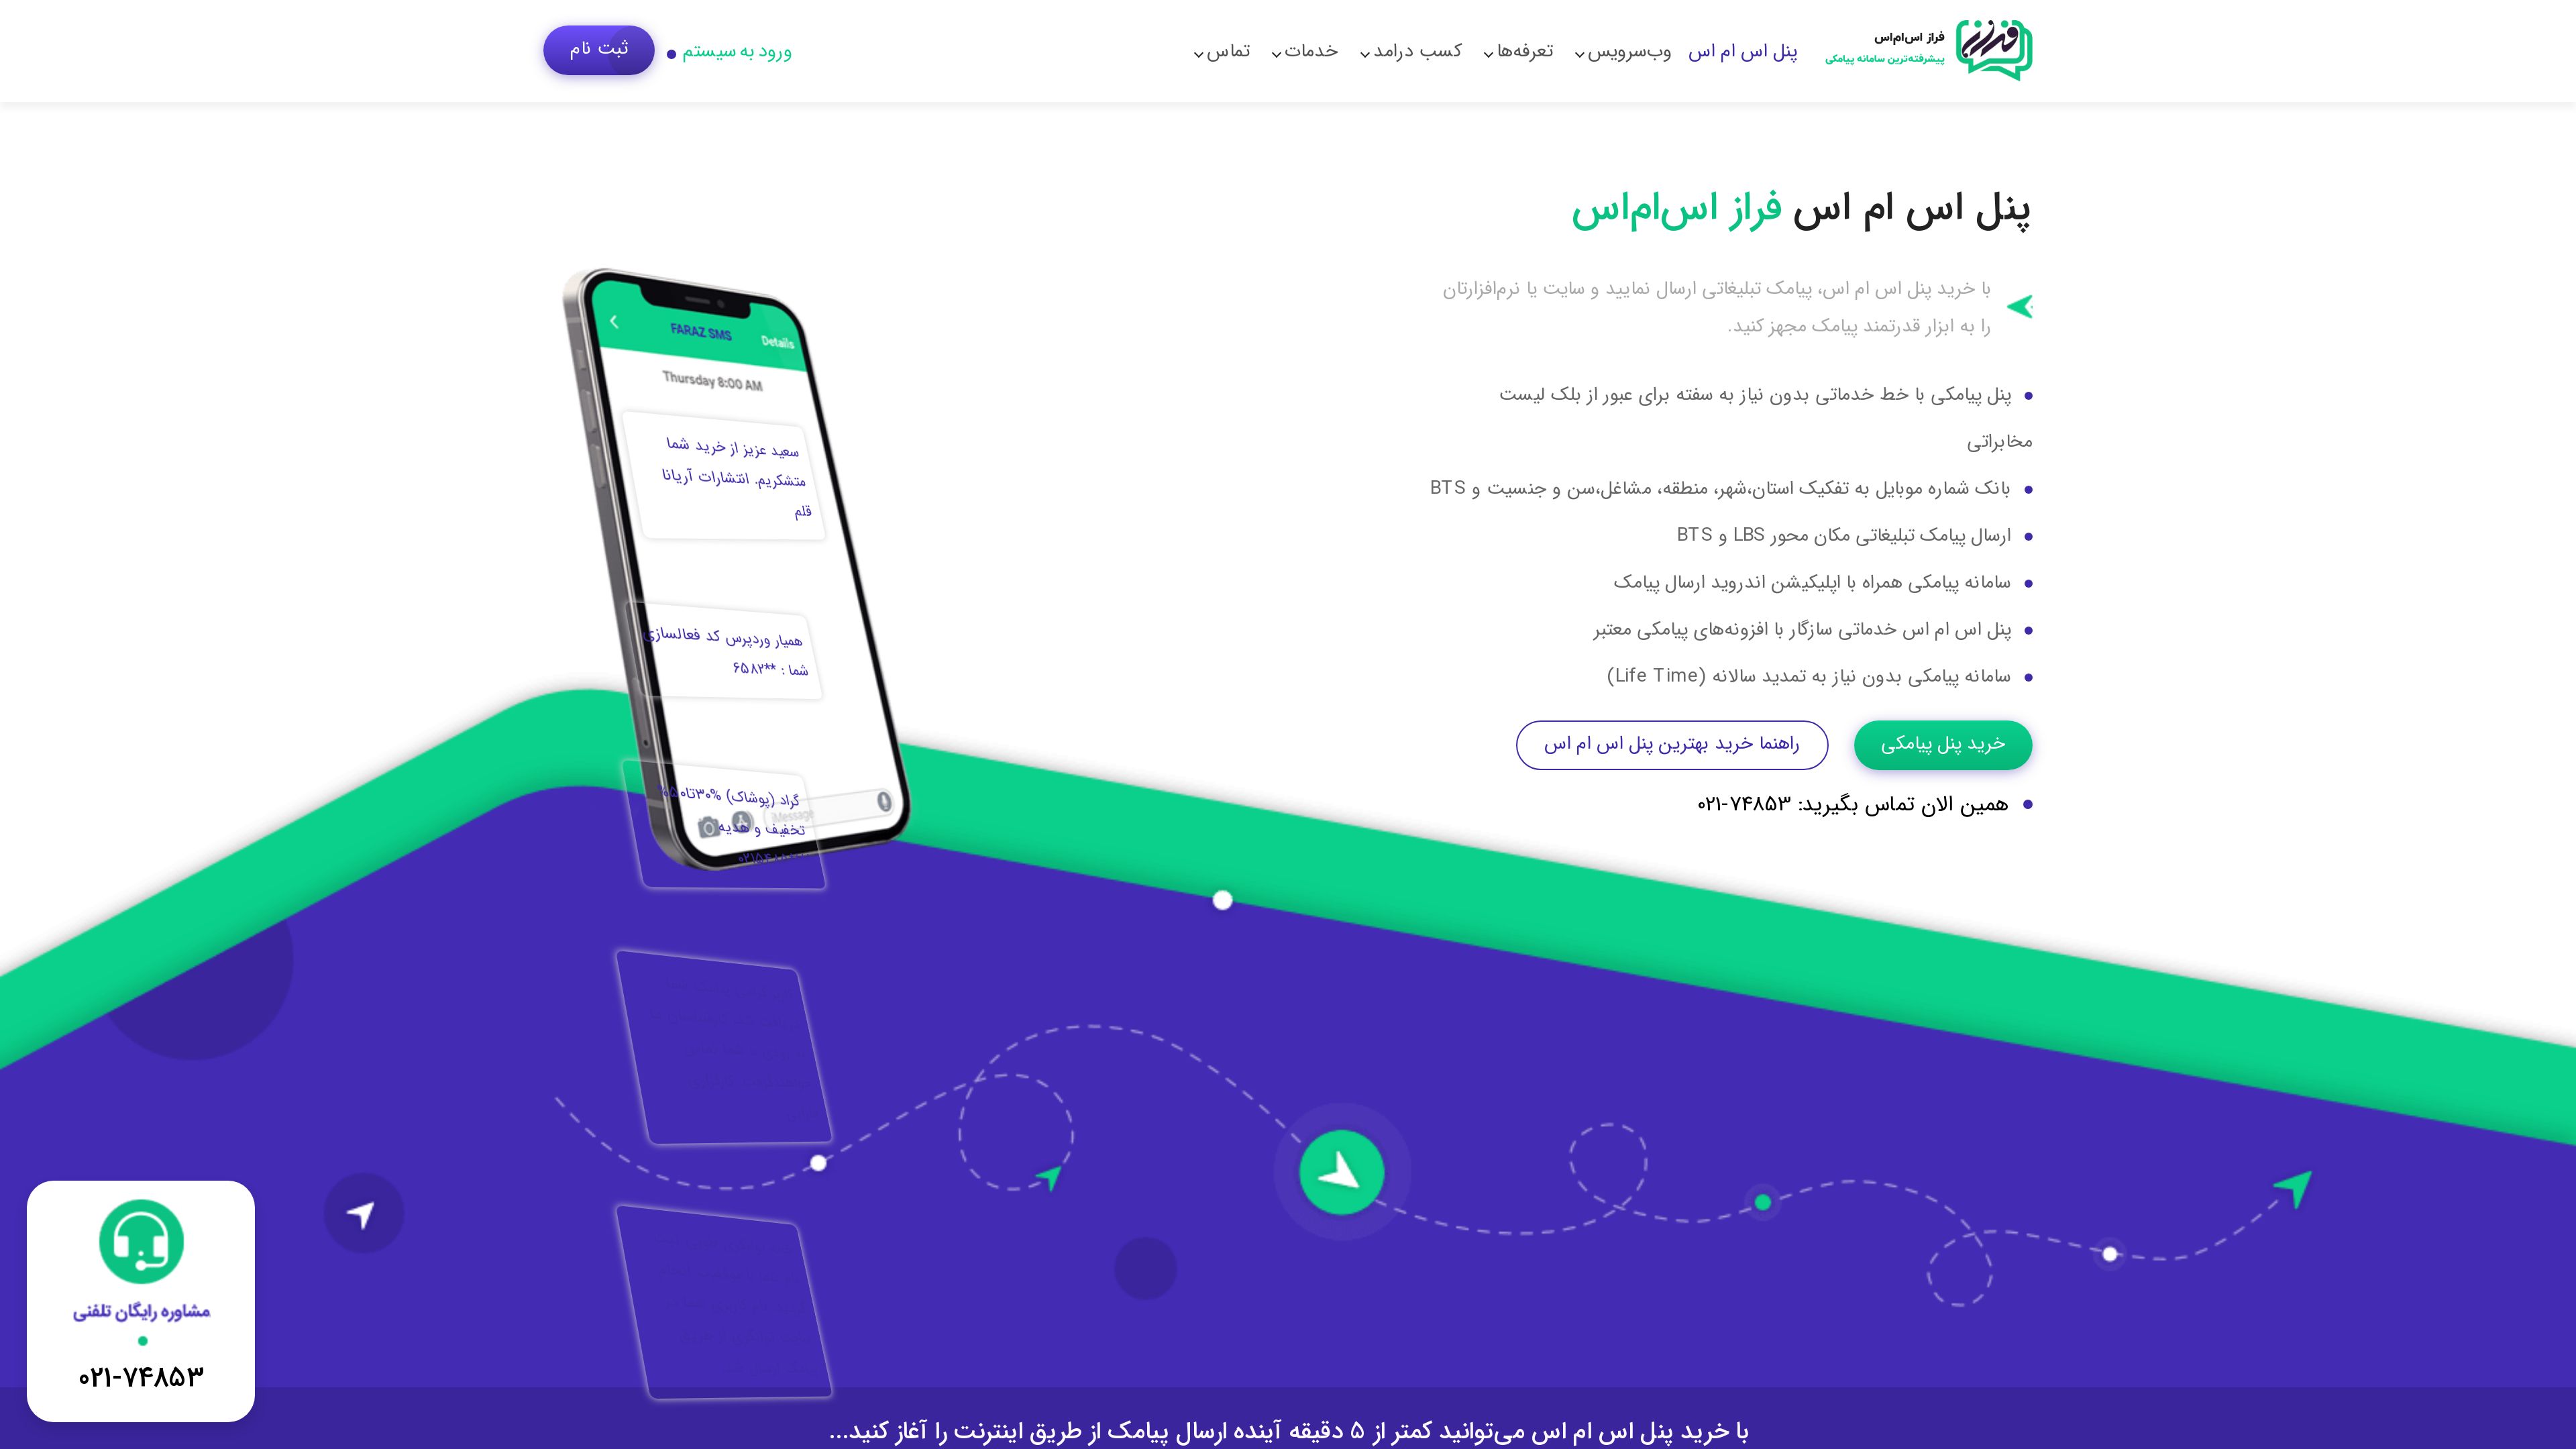 فراز اس‌ام‌اس
پیشرفته‌ترین سامانه پیامکی
پنل اس ام اس
وب‌سرویس
تعرفه‌ها
کسب درامد
خدمات
تماس
ورود به سیستم
ثبت نام
پنل اس ام اس فراز اس‌ام‌اس
با خرید پنل اس ام اس، پیامک تبلیغاتی ارسال نمایید و سایت یا نرم‌افزارتان
را به ابزار قدرتمند پیامک مجهز کنید.
پنل پیامکی با خط خدماتی بدون نیاز به سفته برای عبور از بلک لیست
مخابراتی
بانک شماره موبایل به تفکیک استان،شهر، منطقه، مشاغل،سن و جنسیت و BTS
ارسال پیامک تبلیغاتی مکان محور LBS و BTS
سامانه پیامکی همراه با اپلیکیشن اندروید ارسال پیامک
پنل اس ام اس خدماتی سازگار با افزونه‌های پیامکی معتبر
سامانه پیامکی بدون نیاز به تمدید سالانه (Life Time)
خرید پنل پیامکی
راهنما خرید بهترین پنل اس ام اس
همین الان تماس بگیرید: ۰۲۱-۷۴۸۵۳
FARAZ SMS
Details
Thursday 8:00 AM
سعید عزیز از خرید شما
متشکریم. انتشارات آریانا
قلم
همیار وردپرس کد فعالسازی
شما : **۶۵۸۲
گراد (پوشاک) %۳۰تا۵۰%
تخفیف و هدیه
iMessage
مشاوره رایگان تلفنی
۰۲۱-۷۴۸۵۳
با خرید پنل اس ام اس می‌توانید کمتر از ۵ دقیقه آینده ارسال پیامک از طریق اینترنت را آغاز کنید...